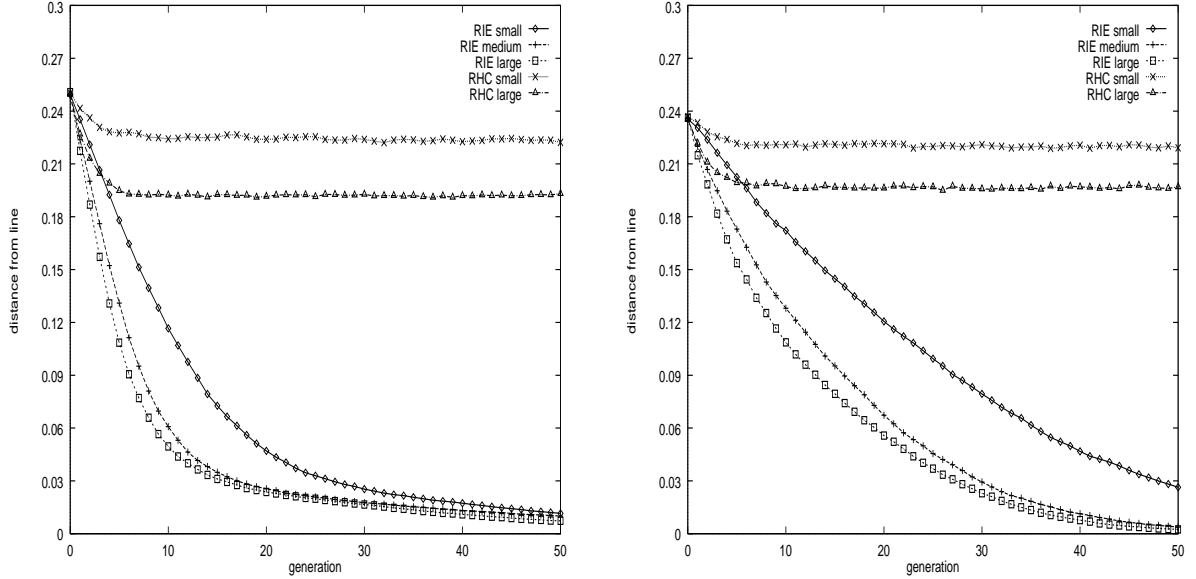 0.3
0.27
0.24
0.21
0.18
0.15
0.12
0.09
0.06
0.03
0
distance from line
RIE small
RIE medium
RIE large
RHC small
RHC large
0 10 20 30 40 50
generation
0.3
0.27
0.24
0.21
0.18
0.15
0.12
0.09
0.06
0.03
0
distance from line
RIE small
RIE medium
RIE large
RHC small
RHC large
0 10 20 30 40 50
generation